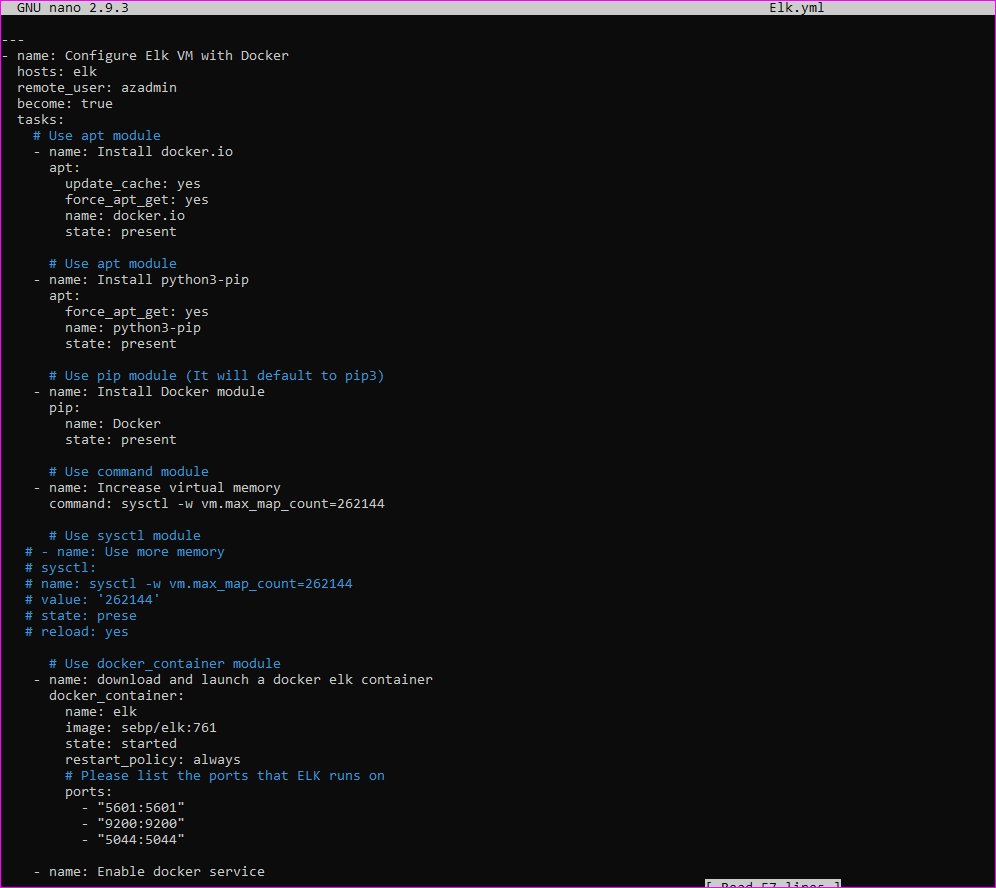 GNU nano 2.9.3 Elk.yml
---
- name: Configure Elk VM with Docker
  hosts: elk
  remote_user: azadmin
  become: true
  tasks:
    # Use apt module
    - name: Install docker.io
      apt:
        update_cache: yes
        force_apt_get: yes
        name: docker.io
        state: present

      # Use apt module
    - name: Install python3-pip
      apt:
        force_apt_get: yes
        name: python3-pip
        state: present

      # Use pip module (It will default to pip3)
    - name: Install Docker module
      pip:
        name: Docker
        state: present

      # Use command module
    - name: Increase virtual memory
      command: sysctl -w vm.max_map_count=262144

      # Use sysctl module
   # - name: Use more memory
   # sysctl:
   # name: sysctl -w vm.max_map_count=262144
   # value: '262144'
   # state: prese
   # reload: yes

      # Use docker_container module
    - name: download and launch a docker elk container
      docker_container:
        name: elk
        image: sebp/elk:761
        state: started
        restart_policy: always
        # Please list the ports that ELK runs on
        ports:
          - "5601:5601"
          - "9200:9200"
          - "5044:5044"

    - name: Enable docker service
[ Read 57 lines ]